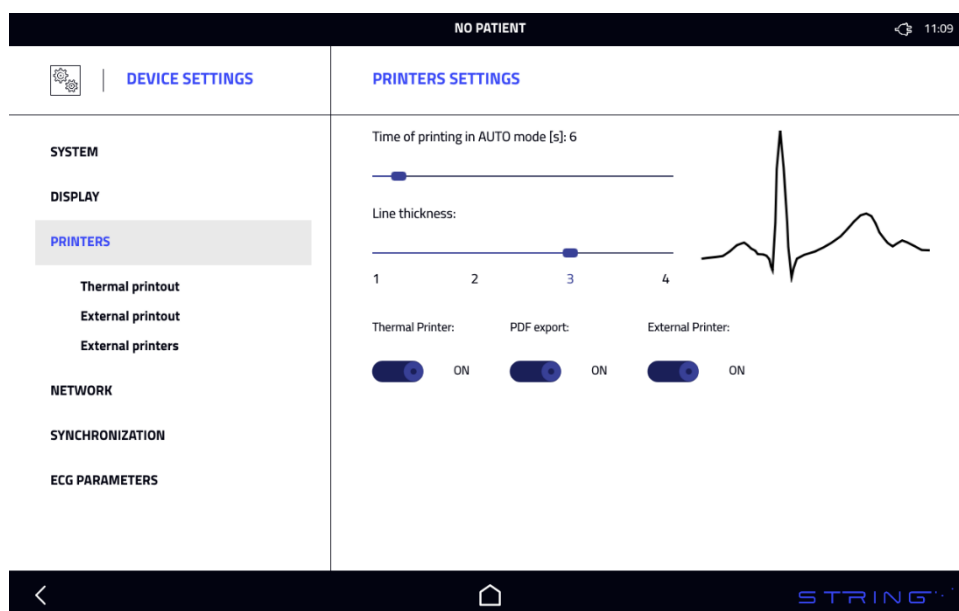 NO PATIENT
11:09
DEVICE SETTINGS
PRINTERS SETTINGS
SYSTEM
DISPLAY
PRINTERS
Thermal printout
External printout
External printers
NETWORK
SYNCHRONIZATION
ECG PARAMETERS
Time of printing in AUTO mode [s]: 6
Line thickness:
1 2 3 4
Thermal Printer: PDF export: External Printer:
ON ON ON
STRING